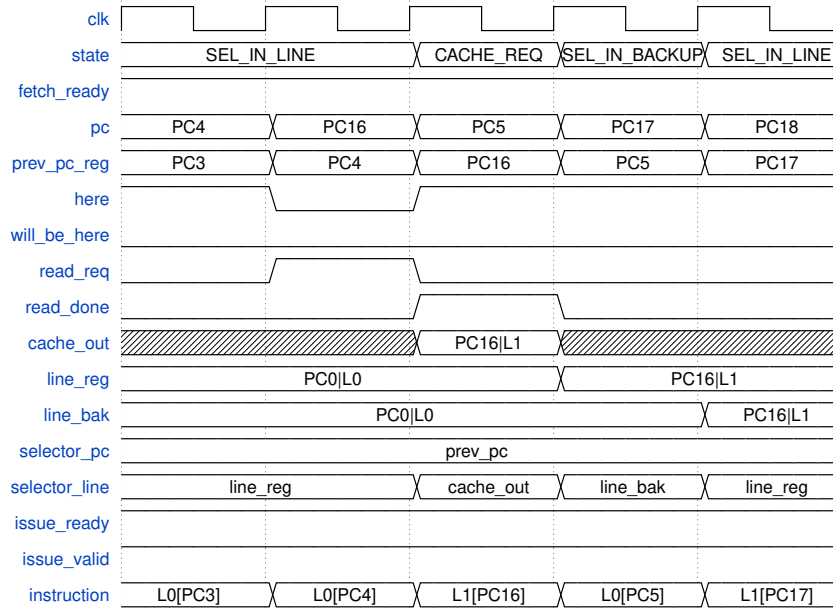 clk
state SEL_IN_LINE CACHE_REQ SEL_IN_BACKUP SEL_IN_LINE
fetch_ready
pc PC4 PC16 PC5 PC17 PC18
prev_pc_reg PC3 PC4 PC16 PC5 PC17
here
will_be_here
read_req
read_done
cache_out PC16|L1
line_reg PC0|L0 PC16|L1
line_bak PC0|L0 PC16|L1
selector_pc prev_pc
selector_line line_reg cache_out line_bak line_reg
issue_ready
issue_valid
instruction L0[PC3] L0[PC4] L1[PC16] L0[PC5] L1[PC17]